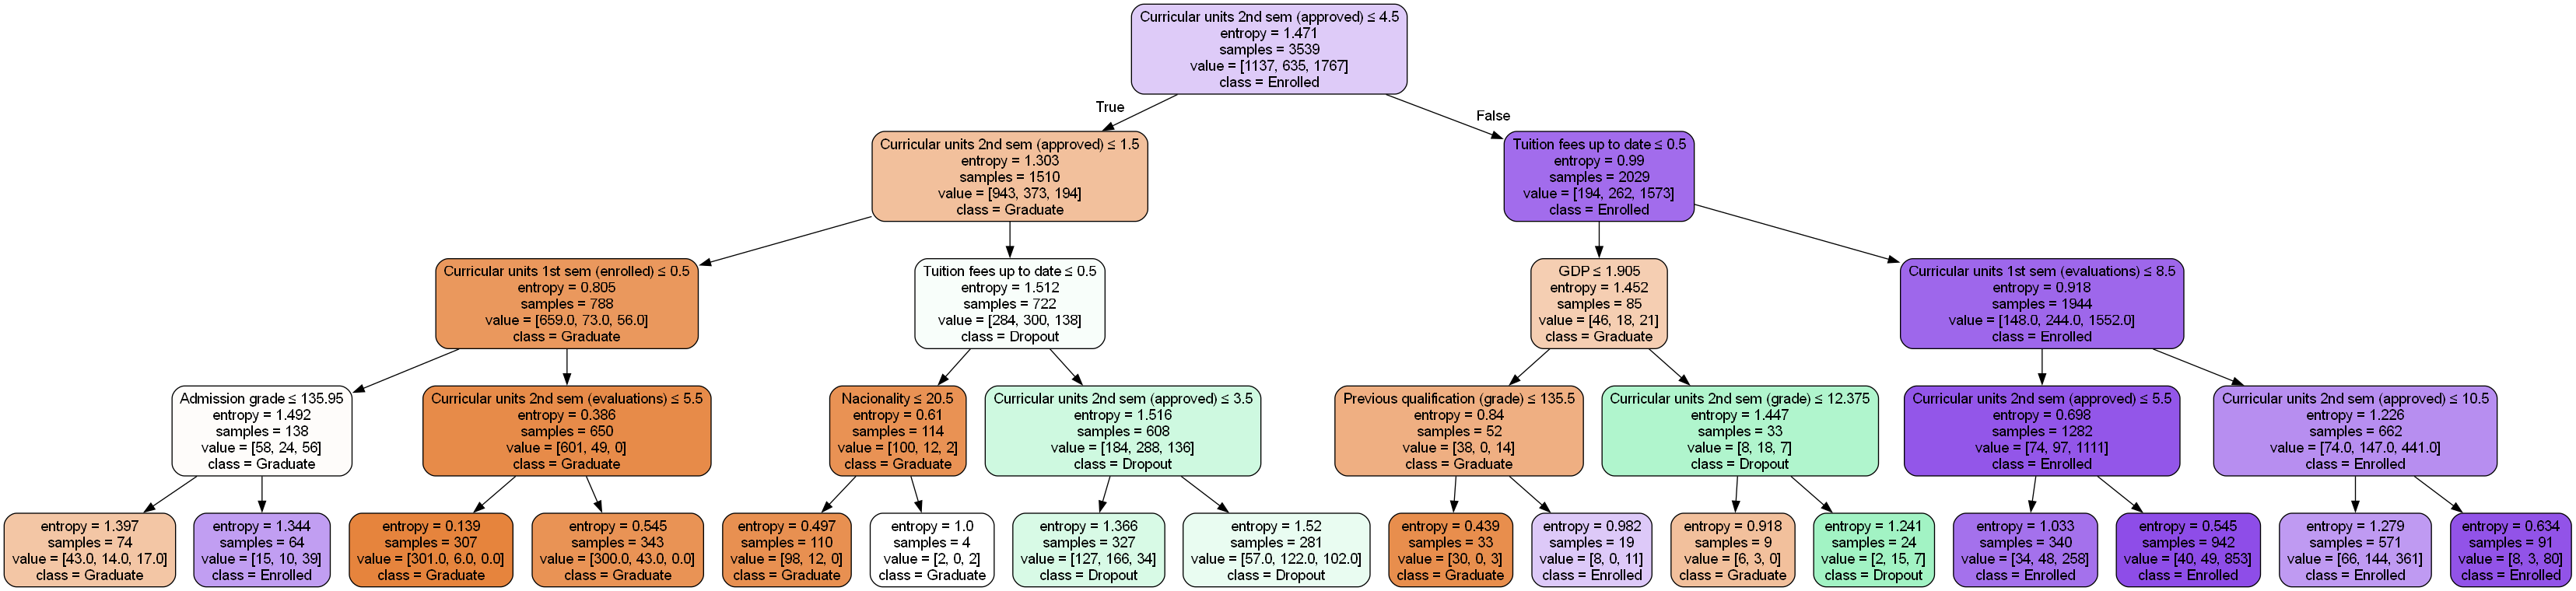 Curricular units 2nd sem (approved) ≤ 4.5
entropy = 1.471
samples = 3539
value = [1137, 635, 1767]
class = Enrolled
True
False
Curricular units 2nd sem (approved) ≤ 1.5
entropy = 1.303
samples = 1510
value = [943, 373, 194]
class = Graduate
Tuition fees up to date ≤ 0.5
entropy = 0.99
samples = 2029
value = [194, 262, 1573]
class = Enrolled
Curricular units 1st sem (enrolled) ≤ 0.5
entropy = 0.805
samples = 788
value = [659.0, 73.0, 56.0]
class = Graduate
Tuition fees up to date ≤ 0.5
entropy = 1.512
samples = 722
value = [284, 300, 138]
class = Dropout
GDP ≤ 1.905
entropy = 1.452
samples = 85
value = [46, 18, 21]
class = Graduate
Curricular units 1st sem (evaluations) ≤ 8.5
entropy = 0.918
samples = 1944
value = [148.0, 244.0, 1552.0]
class = Enrolled
Admission grade ≤ 135.95
entropy = 1.492
samples = 138
value = [58, 24, 56]
class = Graduate
Curricular units 2nd sem (evaluations) ≤ 5.5
entropy = 0.386
samples = 650
value = [601, 49, 0]
class = Graduate
Nacionality ≤ 20.5
entropy = 0.61
samples = 114
value = [100, 12, 2]
class = Graduate
Curricular units 2nd sem (approved) ≤ 3.5
entropy = 1.516
samples = 608
value = [184, 288, 136]
class = Dropout
Previous qualification (grade) ≤ 135.5
entropy = 0.84
samples = 52
value = [38, 0, 14]
class = Graduate
Curricular units 2nd sem (grade) ≤ 12.375
entropy = 1.447
samples = 33
value = [8, 18, 7]
class = Dropout
Curricular units 2nd sem (approved) ≤ 5.5
entropy = 0.698
samples = 1282
value = [74, 97, 1111]
class = Enrolled
Curricular units 2nd sem (approved) ≤ 10.5
entropy = 1.226
samples = 662
value = [74.0, 147.0, 441.0]
class = Enrolled
entropy = 1.397
samples = 74
value = [43.0, 14.0, 17.0]
class = Graduate
entropy = 1.344
samples = 64
value = [15, 10, 39]
class = Enrolled
entropy = 0.139
samples = 307
value = [301.0, 6.0, 0.0]
class = Graduate
entropy = 0.545
samples = 343
value = [300.0, 43.0, 0.0]
class = Graduate
entropy = 0.497
samples = 110
value = [98, 12, 0]
class = Graduate
entropy = 1.0
samples = 4
value = [2, 0, 2]
class = Graduate
entropy = 1.366
samples = 327
value = [127, 166, 34]
class = Dropout
entropy = 1.52
samples = 281
value = [57.0, 122.0, 102.0]
class = Dropout
entropy = 0.439
samples = 33
value = [30, 0, 3]
class = Graduate
entropy = 0.982
samples = 19
value = [8, 0, 11]
class = Enrolled
entropy = 0.918
samples = 9
value = [6, 3, 0]
class = Graduate
entropy = 1.241
samples = 24
value = [2, 15, 7]
class = Dropout
entropy = 1.033
samples = 340
value = [34, 48, 258]
class = Enrolled
entropy = 0.545
samples = 942
value = [40, 49, 853]
class = Enrolled
entropy = 1.279
samples = 571
value = [66, 144, 361]
class = Enrolled
entropy = 0.634
samples = 91
value = [8, 3, 80]
class = Enrolled